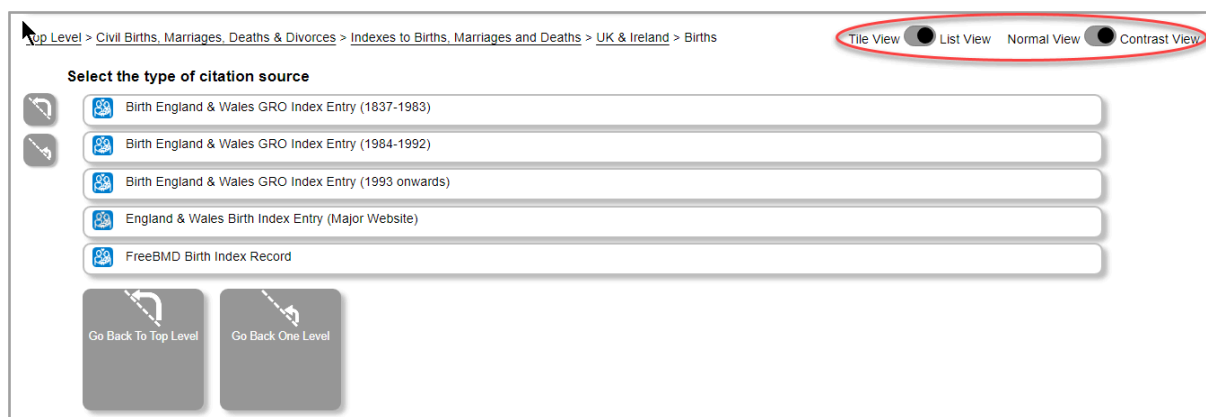 Top Level > Civil Births, Marriages, Deaths & Divorces > Indexes to Births, Marriages and Deaths > UK & Ireland > Births
Tile View List View Normal View Contrast View
Select the type of citation source
Birth England & Wales GRO Index Entry (1837-1983)
Birth England & Wales GRO Index Entry (1984-1992)
Birth England & Wales GRO Index Entry (1993 onwards)
England & Wales Birth Index Entry (Major Website)
FreeBMD Birth Index Record
Go Back To Top Level
Go Back One Level